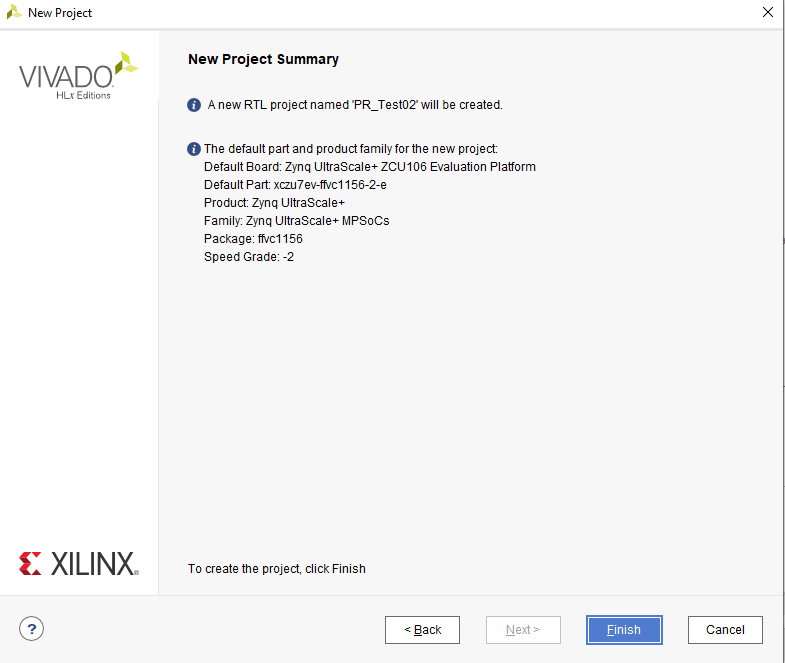 New Project
VIVADO.
HLx Editions
New Project Summary
A new RTL project named 'PR_Test02' will be created.
The default part and product family for the new project:
Default Board: Zynq UltraScale+ ZCU106 Evaluation Platform
Default Part: xczu7ev-ffvc1156-2-e
Product: Zynq UltraScale+
Family: Zynq UltraScale+ MPSoCs
Package: ffvc1156
Speed Grade: -2
XILINX®
To create the project, click Finish
?
< Back
Next >
Finish
Cancel